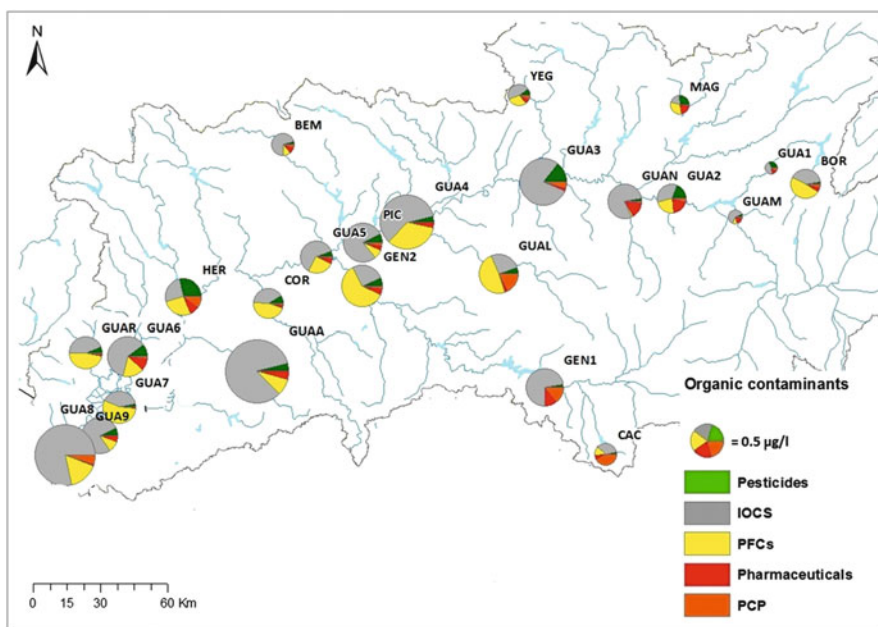 N
YEG
MAG
BEM
GUA3
GUA1
BOR
GUA4
GUAN
GUA2
PIC
GUAM
GUA5
GEN2
GUAL
HER
COR
GUAR
GUA6
GUAA
GUA7
GEN1
GUA8
GUA9
CAC
Organic contaminants
= 0.5 µg/l
Pesticides
IOCS
PFCs
Pharmaceuticals
PCP
0 15 30 60 Km